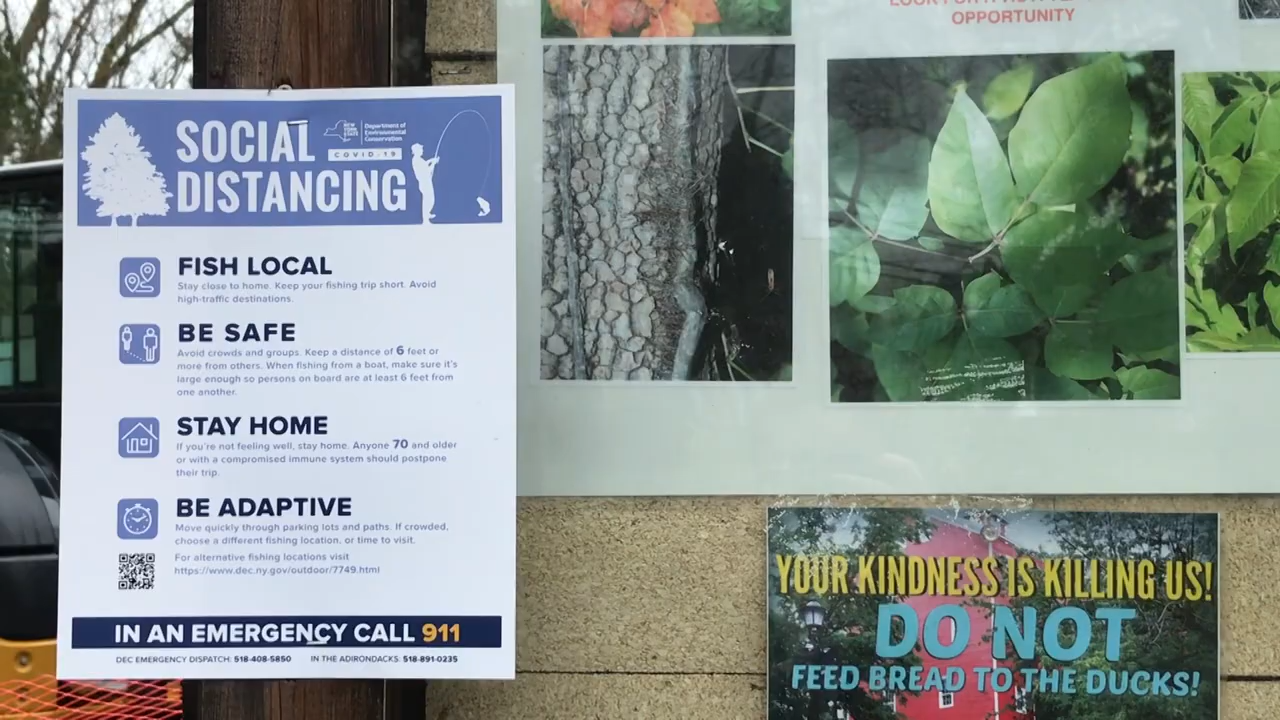 SOCIAL
DISTANCING
NEW YORK STATE
Department of
Environmental
Conservation
COVID-19
FISH LOCAL
Stay close to home. Keep your fishing trip short. Avoid
high-traffic destinations.
BE SAFE
Avoid crowds and groups. Keep a distance of 6 feet or
more from others. When fishing from a boat, make sure it's
large enough so persons on board are at least 6 feet from
one another.
STAY HOME
If you're not feeling well, stay home. Anyone 70 and older
or with a compromised immune system should postpone
their trip.
BE ADAPTIVE
Move quickly through parking lots and paths. If crowded,
choose a different fishing location, or time to visit.
For alternative fishing locations visit
https://www.dec.ny.gov/outdoor/7749.html
IN AN EMERGENCY CALL 911
DEC EMERGENCY DISPATCH: 518-408-5850 IN THE ADIRONDACKS: 518-891-0235
OPPORTUNITY
YOUR KINDNESS IS KILLING US!
DO NOT
FEED BREAD TO THE DUCKS!